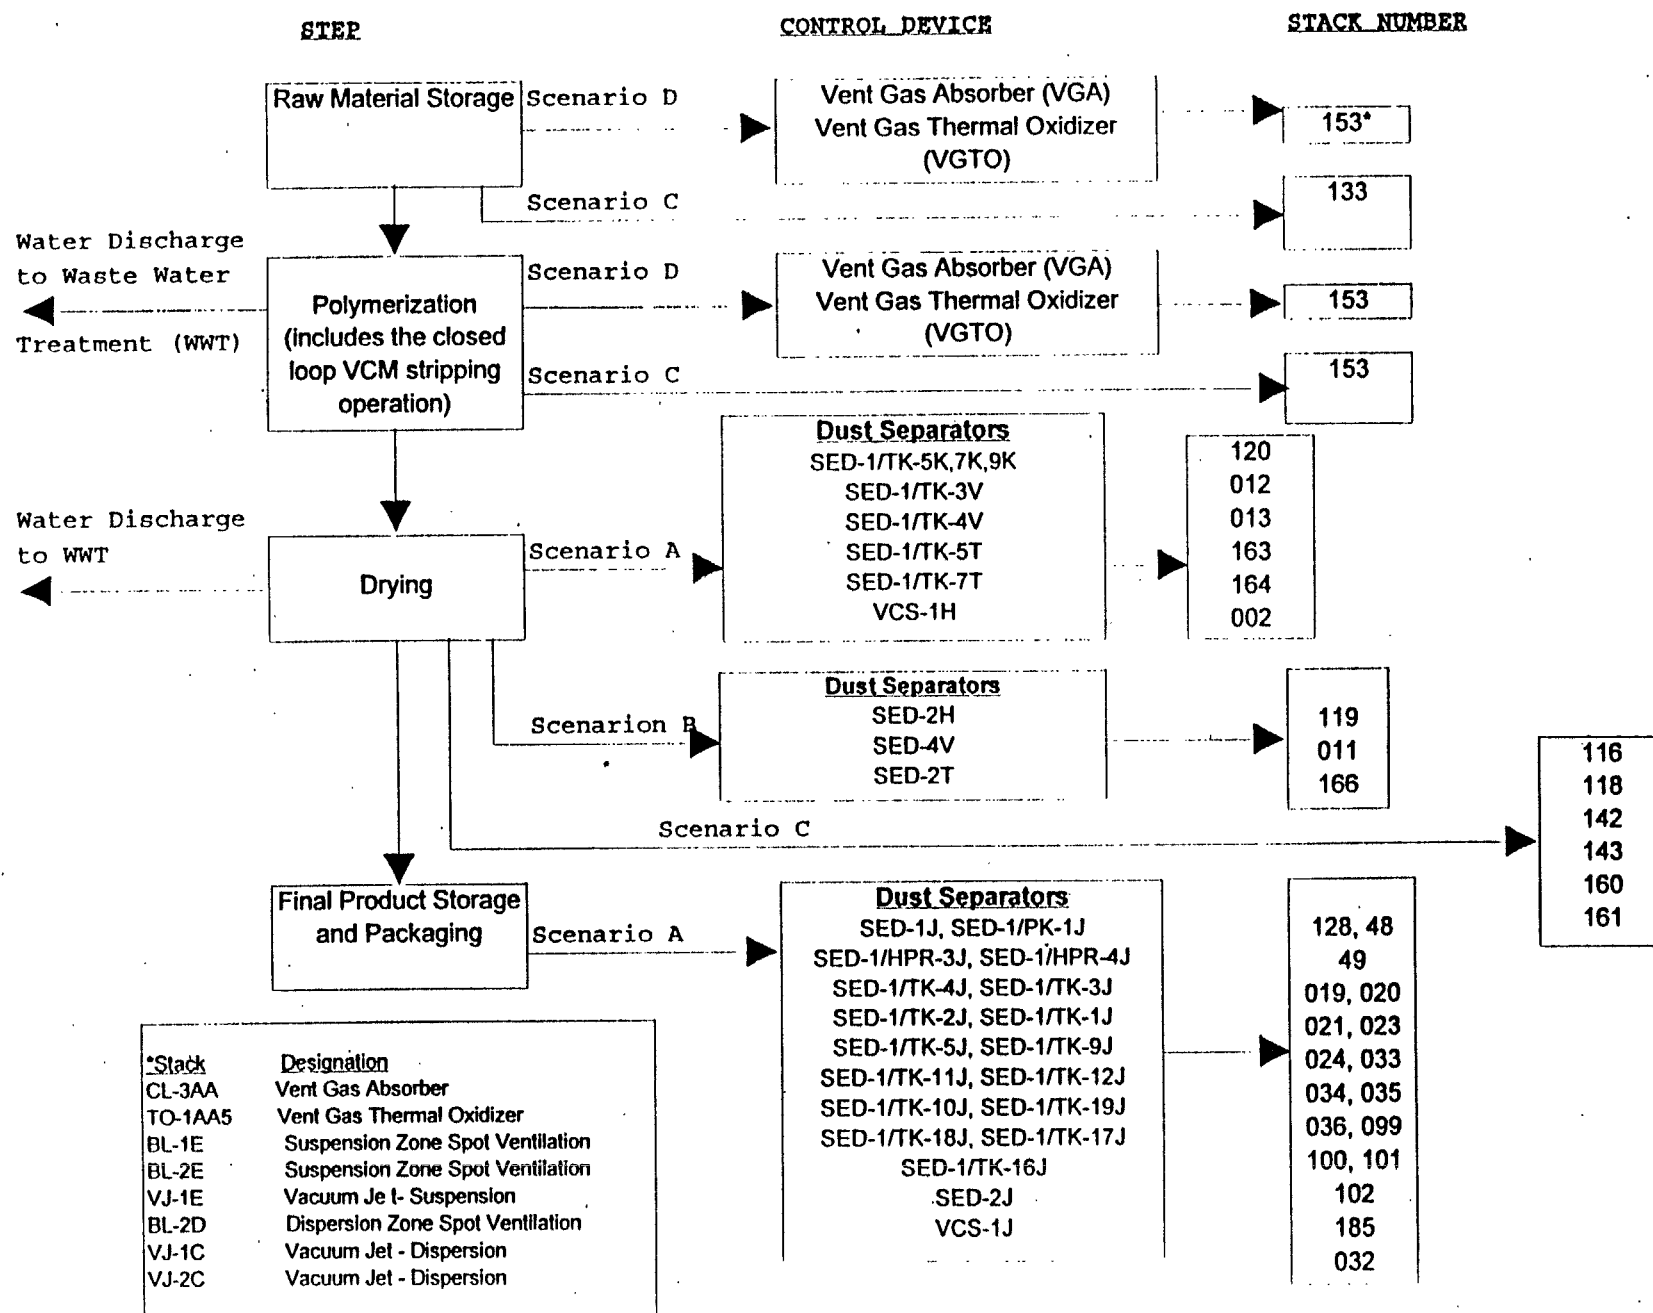 STEP
CONTROL DEVICE
STACK NUMBER
Raw Material Storage
Scenario D
Vent Gas Absorber (VGA)
Vent Gas Thermal Oxidizer
(VGTO)
153*
Scenario C
133
Water Discharge
to Waste Water
Treatment (WWT)
Polymerization
(includes the closed
loop VCM stripping
operation)
Scenario D
Vent Gas Absorber (VGA)
Vent Gas Thermal Oxidizer
(VGTO)
153
Scenario C
153
Water Discharge
to WWT
Drying
Scenario A
Dust Separators
SED-1/TK-5K,7K,9K
SED-1/TK-3V
SED-1/TK-4V
SED-1/TK-5T
SED-1/TK-7T
VCS-1H
120
012
013
163
164
002
Scenarion B
Dust Separators
SED-2H
SED-4V
SED-2T
119
011
166
Scenario C
116
118
142
143
160
161
Final Product Storage
and Packaging
Scenario A
Dust Separators
SED-1J, SED-1/PK-1J
SED-1/HPR-3J, SED-1/HPR-4J
SED-1/TK-4J, SED-1/TK-3J
SED-1/TK-2J, SED-1/TK-1J
SED-1/TK-5J, SED-1/TK-9J
SED-1/TK-11J, SED-1/TK-12J
SED-1/TK-10J, SED-1/TK-19J
SED-1/TK-18J, SED-1/TK-17J
SED-1/TK-16J
SED-2J
VCS-1J
128, 48
49
019, 020
021, 023
024, 033
034, 035
036, 099
100, 101
102
185
032
*Stack Designation
CL-3AA Vent Gas Absorber
TO-1AA5 Vent Gas Thermal Oxidizer
BL-1E Suspension Zone Spot Ventilation
BL-2E Suspension Zone Spot Ventilation
VJ-1E Vacuum Jet- Suspension
BL-2D Dispersion Zone Spot Ventilation
VJ-1C Vacuum Jet - Dispersion
VJ-2C Vacuum Jet - Dispersion